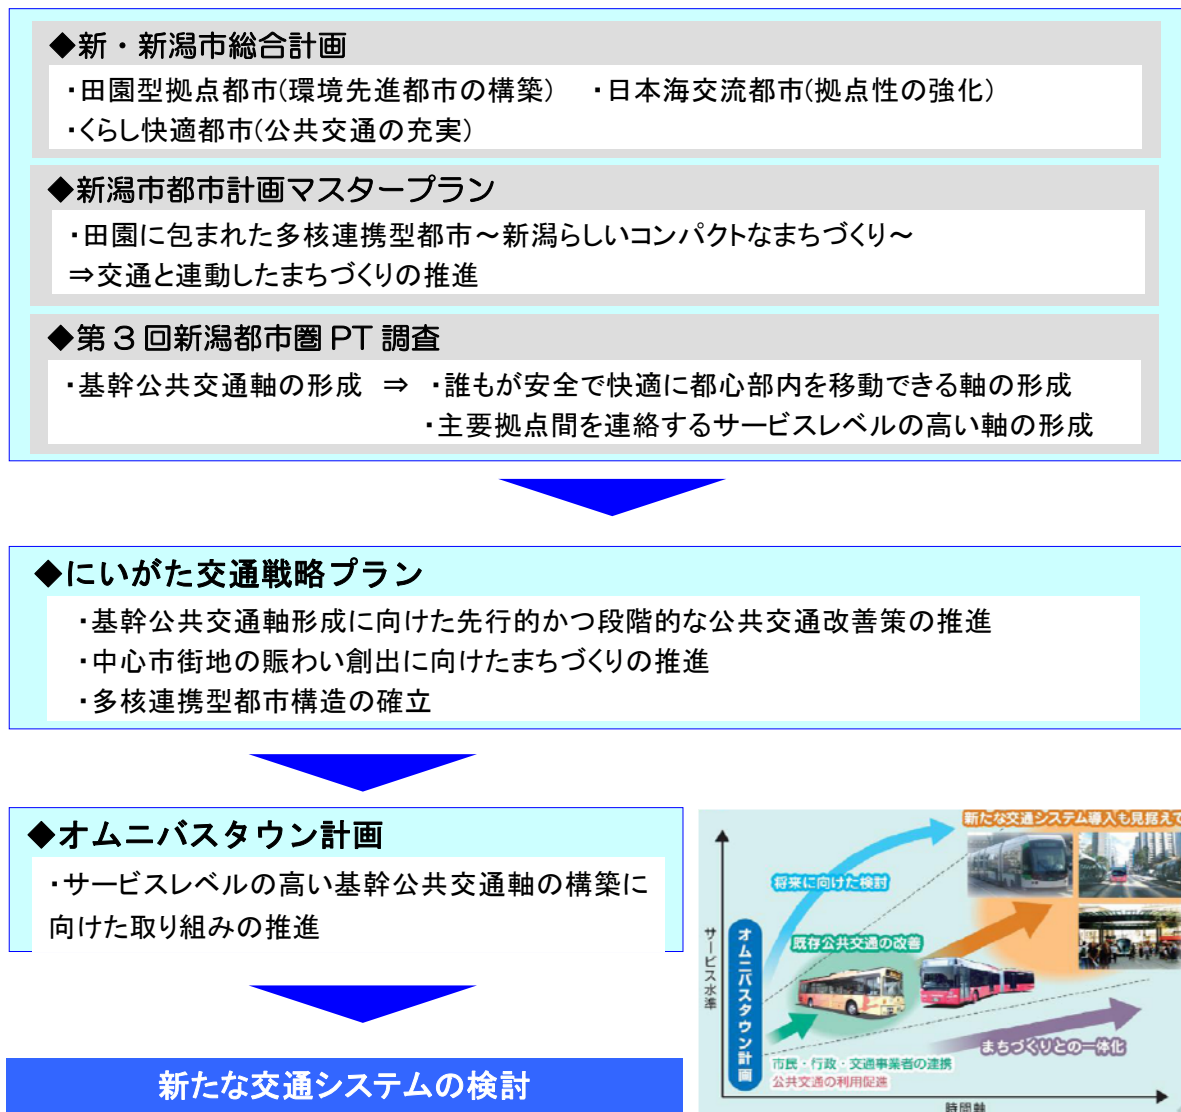 ◆新・新潟市総合計画
・田園型拠点都市(環境先進都市の構築)　・日本海交流都市(拠点性の強化)
・くらし快適都市(公共交通の充実)
◆新潟市都市計画マスタープラン
・田園に包まれた多核連携型都市～新潟らしいコンパクトなまちづくり～
⇒交通と連動したまちづくりの推進
◆第３回新潟都市圏 PT 調査
・基幹公共交通軸の形成　⇒　・誰もが安全で快適に都心部内を移動できる軸の形成
・主要拠点間を連絡するサービスレベルの高い軸の形成
◆にいがた交通戦略プラン
・基幹公共交通軸形成に向けた先行的かつ段階的な公共交通改善策の推進
・中心市街地の賑わい創出に向けたまちづくりの推進
・多核連携型都市構造の確立
◆オムニバスタウン計画
・サービスレベルの高い基幹公共交通軸の構築に
向けた取り組みの推進
新たな交通システムの検討
新たな交通システム導入も見据えて
将来に向けた検討
既存公共交通の改善
サービス水準
オムニバスタウン計画
まちづくりとの一体化
市民・行政・交通事業者の連携
公共交通の利用促進
時間軸